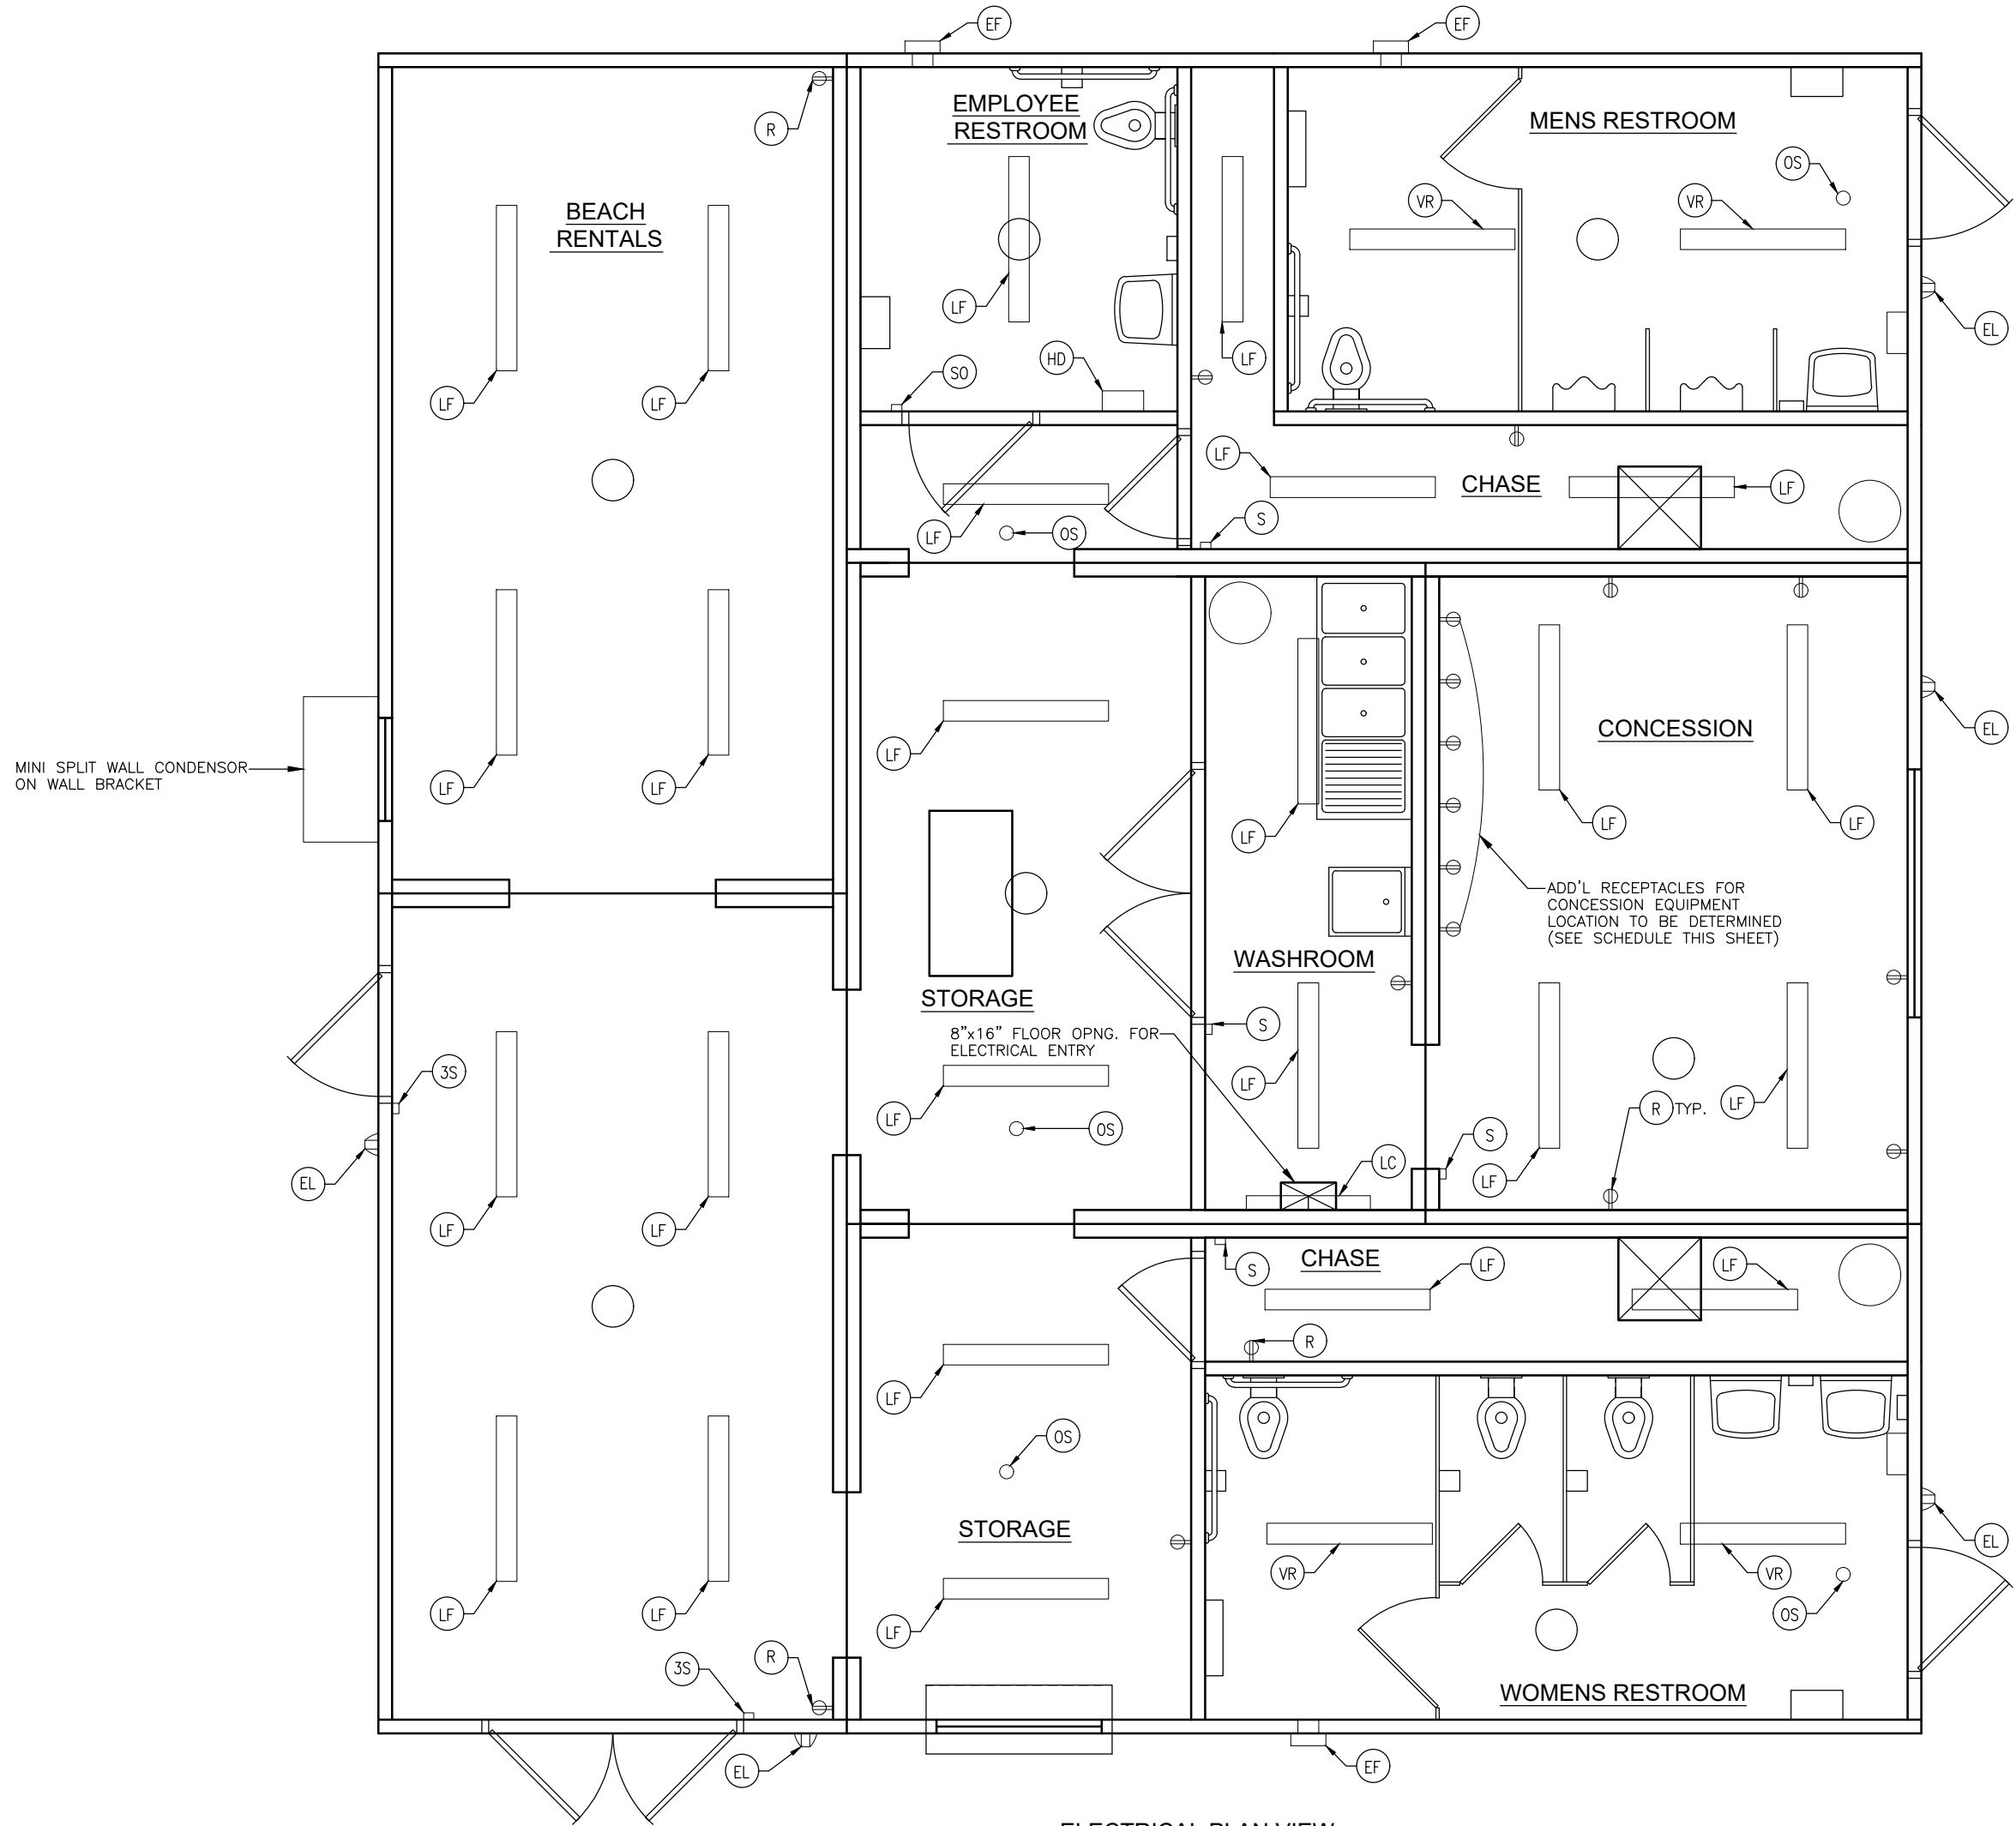 EF
EF
EMPLOYEE
RESTROOM
MENS RESTROOM
R
OS
BEACH
RENTALS
VR
VR
LF
EL
HD
LF
SO
LF
LF
LF
CHASE
LF
S
LF
OS
CONCESSION
EL
LF
MINI SPLIT WALL CONDENSOR
ON WALL BRACKET
LF
LF
LF
LF
LF
ADD'L RECEPTACLES FOR
CONCESSION EQUIPMENT
LOCATION TO BE DETERMINED
(SEE SCHEDULE THIS SHEET)
WASHROOM
STORAGE
8"x16" FLOOR OPNG. FOR
ELECTRICAL ENTRY
S
3S
LF
LF
R TYP.
LF
OS
S
LC
EL
LF
LF
LF
CHASE
S
LF
LF
R
LF
OS
STORAGE
EL
VR
VR
LF
LF
LF
OS
3S
R
WOMENS RESTROOM
EL
EF
ELECTRICAL PLAN VIEW